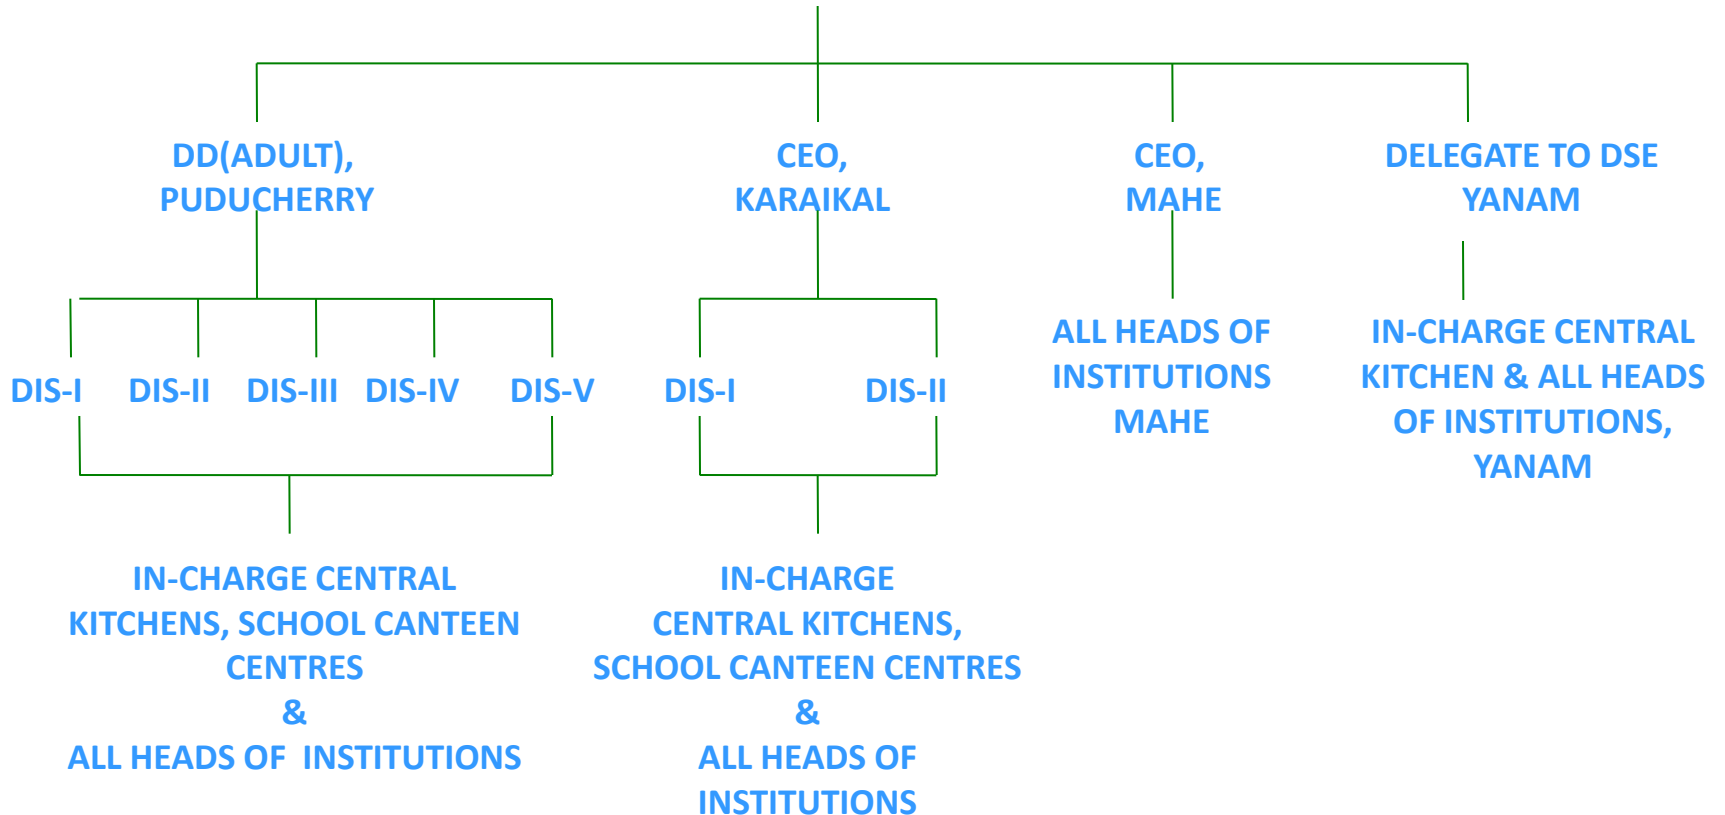 DD(ADULT),
PUDUCHERRY
CEO,
KARAIKAL
CEO,
MAHE
DELEGATE TO DSE
YANAM
DIS-I
DIS-II
DIS-III
DIS-IV
DIS-V
DIS-I
DIS-II
ALL HEADS OF
INSTITUTIONS
MAHE
IN-CHARGE CENTRAL
KITCHEN & ALL HEADS
OF INSTITUTIONS,
YANAM
IN-CHARGE CENTRAL
KITCHENS, SCHOOL CANTEEN
CENTRES
&
ALL HEADS OF INSTITUTIONS
IN-CHARGE
CENTRAL KITCHENS,
SCHOOL CANTEEN CENTRES
&
ALL HEADS OF
INSTITUTIONS